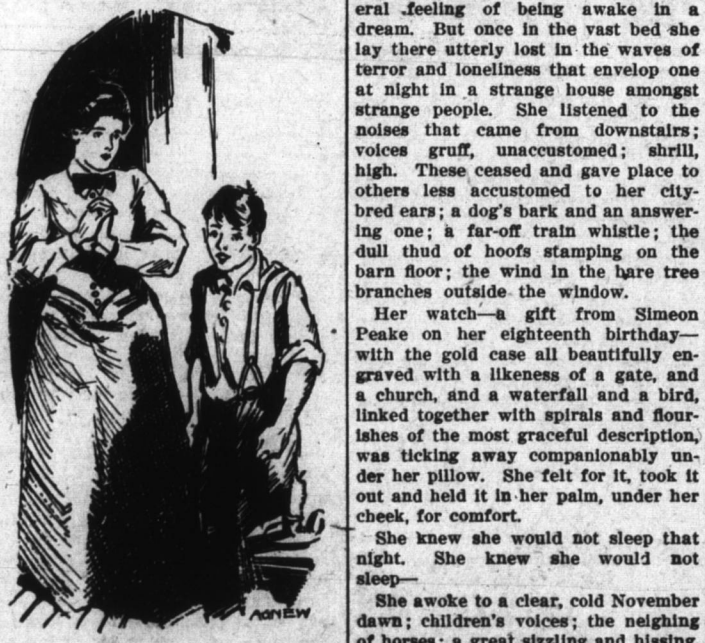 eral feeling of being awake in a
dream. But once in the vast bed she
lay there utterly lost in the waves of
terror and loneliness that envelop one
at night in a strange house amongst
strange people. She listened to the
noises that came from downstairs;
voices gruff, unaccustomed; shrill,
high. These ceased and gave place to
others less accustomed to her city-
bred ears; a dog's bark and an answer-
ing one; a far-off train whistle; the
dull thud of hoofs stamping on the
barn floor; the wind in the bare tree
branches outside the window.
Her watch—a gift from Simeon
Peake on her eighteenth birthday—
with the gold case all beautifully en-
graved with a likeness of a gate, and
a church, and a waterfall and a bird,
linked together with spirals and flour-
ishes of the most graceful description,
was ticking away companionably un-
der her pillow. She felt for it, took it
out and held it in her palm, under her
cheek, for comfort.
She knew she would not sleep that
night. She knew she would not
sleep—
She awoke to a clear, cold November
dawn; children's voices; the neighing
of horses; a great sizzling and hissing,
AGNEW